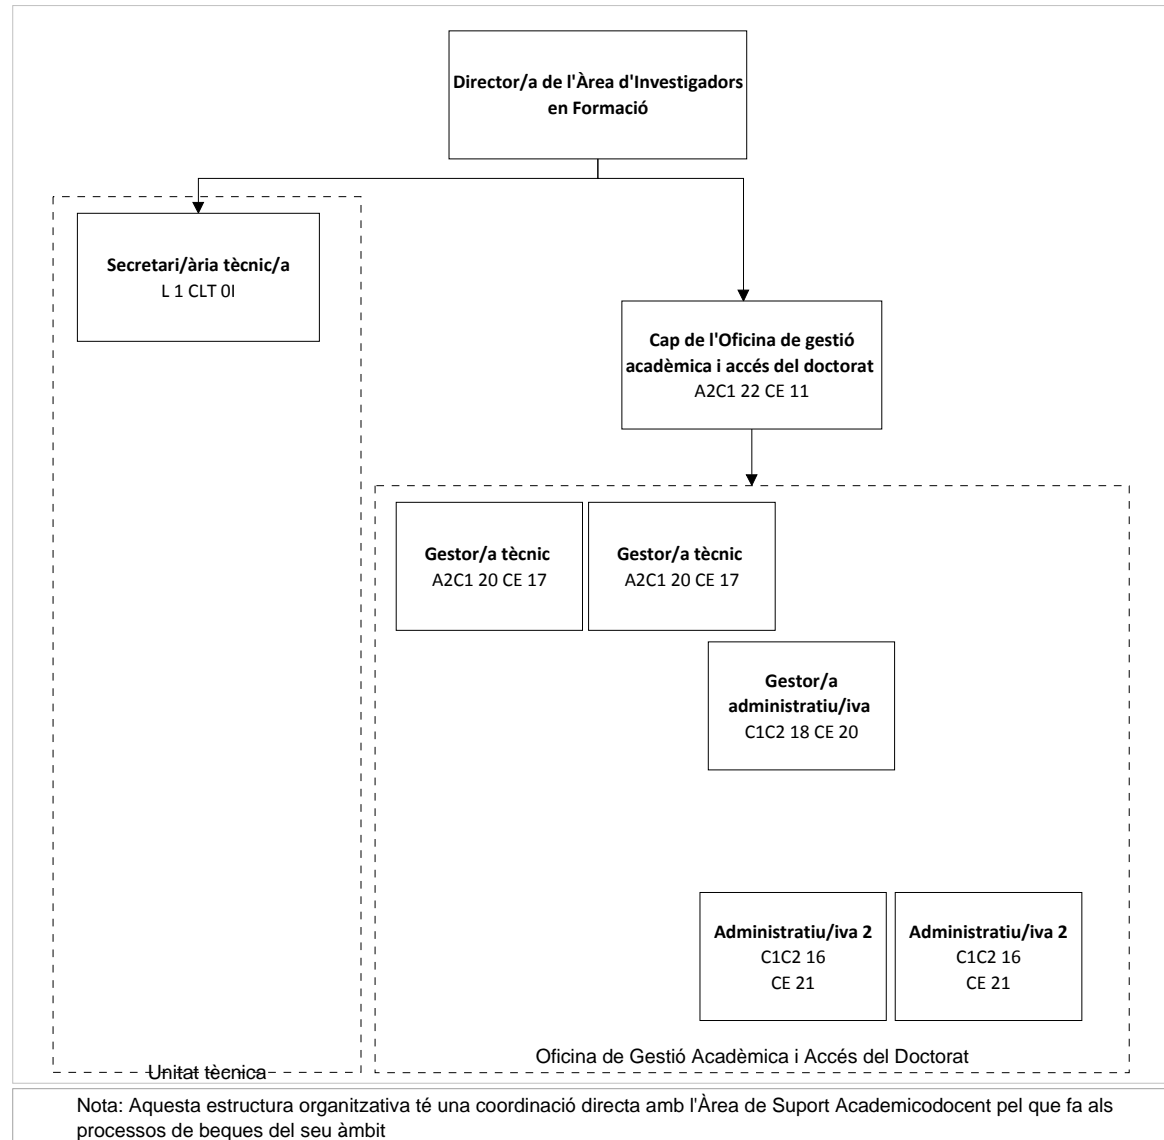 Director/a de l'Àrea d'Investigadors
en Formació
Secretari/ària tècnic/a
L 1 CLT 0I
Cap de l'Oficina de gestió
acadèmica i accés del doctorat
A2C1 22 CE 11
Gestor/a tècnic
A2C1 20 CE 17
Gestor/a tècnic
A2C1 20 CE 17
Gestor/a
administratiu/iva
C1C2 18 CE 20
Administratiu/iva 2
C1C2 16
CE 21
Administratiu/iva 2
C1C2 16
CE 21
Oficina de Gestió Acadèmica i Accés del Doctorat
Unitat tècnica
Nota: Aquesta estructura organitzativa té una coordinació directa amb l'Àrea de Suport Academicodocent pel que fa als
processos de beques del seu àmbit